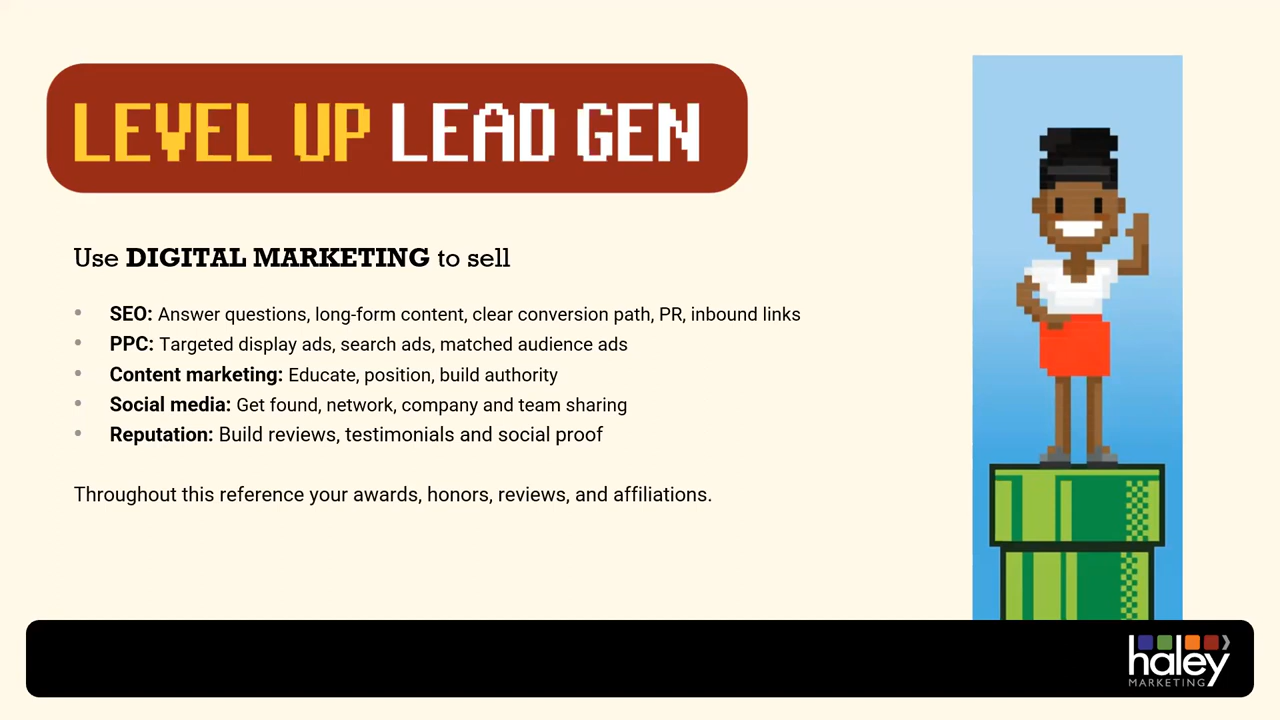 LEVEL UP LEAD GEN
Use DIGITAL MARKETING to sell
• SEO: Answer questions, long-form content, clear conversion path, PR, inbound links
• PPC: Targeted display ads, search ads, matched audience ads
• Content marketing: Educate, position, build authority
• Social media: Get found, network, company and team sharing
• Reputation: Build reviews, testimonials and social proof
Throughout this reference your awards, honors, reviews, and affiliations.
haley
MARKETING